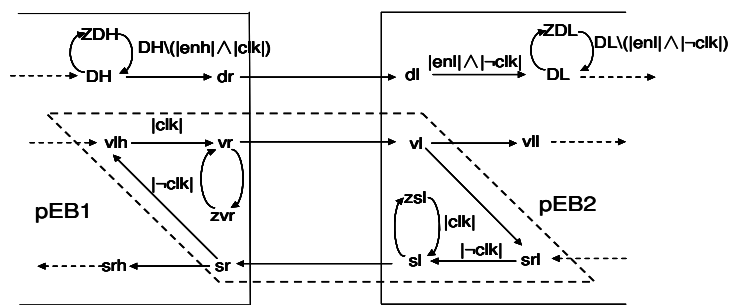 ZDH
DH\(|enh|∧|clk|)
ZDL
DL\(|enl|∧|¬clk|)
DH
dr
dl
|enl|∧|¬clk|
DL
|clk|
vlh
vr
vl
vll
|¬clk|
zvr
zsl
|clk|
pEB1
pEB2
srh
sr
sl
|¬clk|
srl